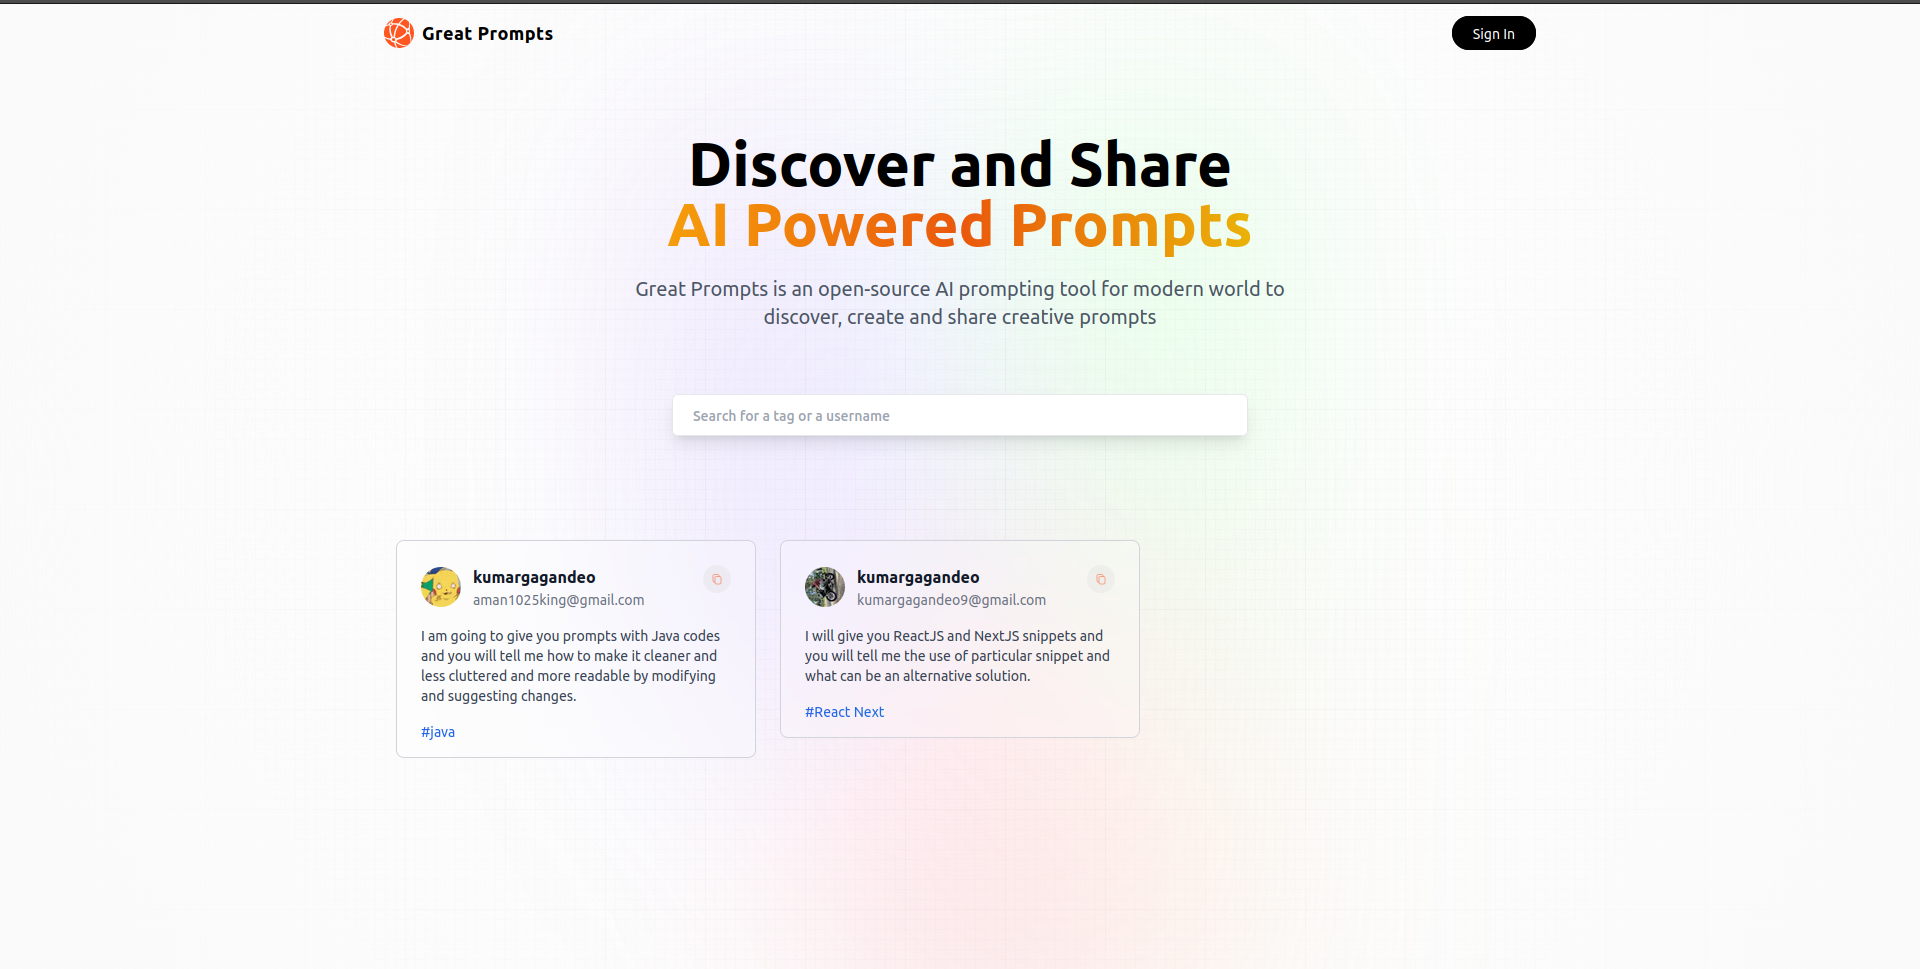 Great Prompts
Sign In
Discover and Share
AI Powered Prompts
Great Prompts is an open-source AI prompting tool for modern world to
discover, create and share creative prompts
Search for a tag or a username
kumargagandeo
aman1025king@gmail.com
I am going to give you prompts with Java codes
and you will tell me how to make it cleaner and
less cluttered and more readable by modifying
and suggesting changes.
#java
kumargagandeo
kumargagandeo9@gmail.com
I will give you ReactJS and NextJS snippets and
you will tell me the use of particular snippet and
what can be an alternative solution.
#React Next